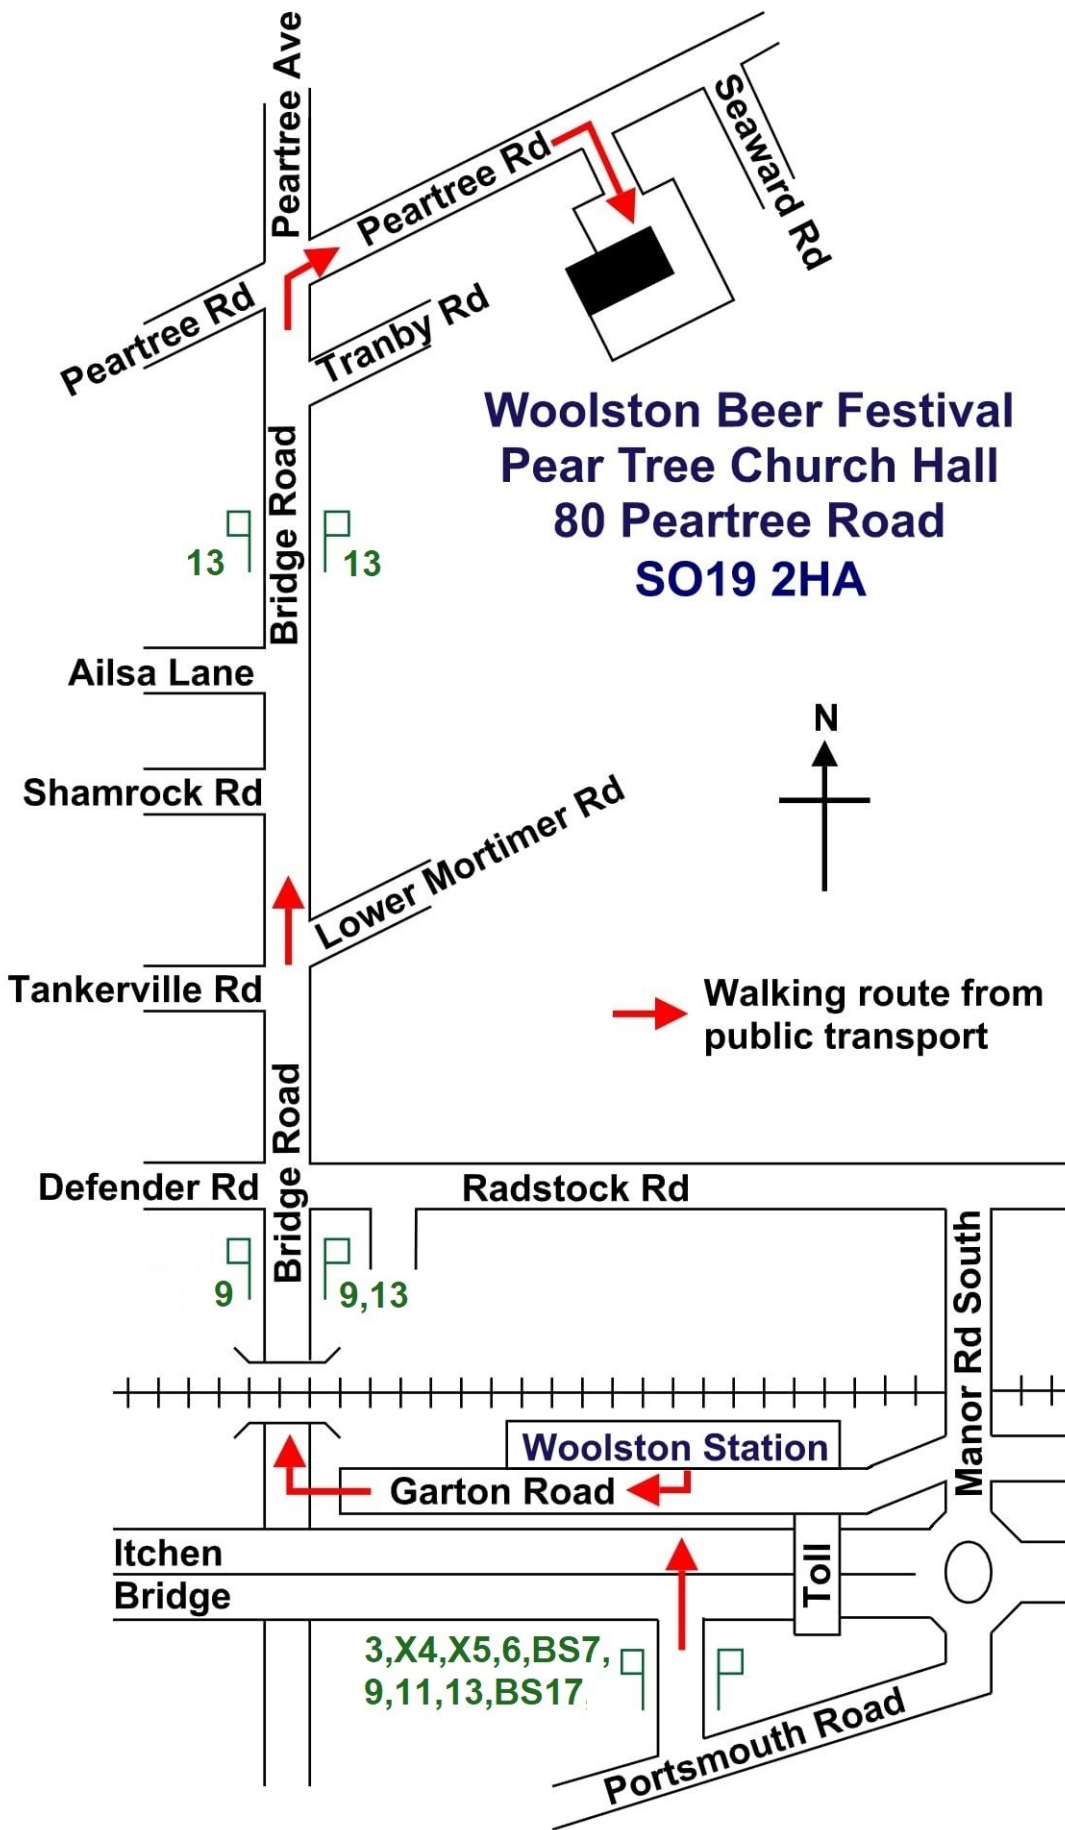 Peartree Ave
Peartree Rd
Seaward Rd
Peartree Rd
Tranby Rd
Woolston Beer Festival
Pear Tree Church Hall
80 Peartree Road
SO19 2HA
Bridge Road
13
13
Ailsa Lane
N
Shamrock Rd
Lower Mortimer Rd
Tankerville Rd
Walking route from
public transport
Bridge Road
Defender Rd
Radstock Rd
Bridge Road
9
9,13
Manor Rd South
Woolston Station
Garton Road
Itchen
Bridge
Toll
3,X4,X5,6,BS7,
9,11,13,BS17,
Portsmouth Road